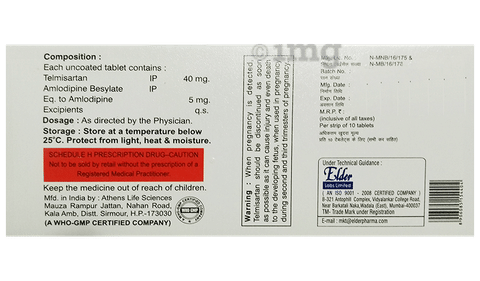 Composition :
Each uncoated tablet contains :
Telmisartan IP 40 mg.
Amlodipine Besylate IP
Eq. to Amlodipine 5 mg.
Excipients q.s.
Dosage : As directed by the Physician.
Storage : Store at a temperature below
25°C. Protect from light, heat & moisture.
SCHEDULE H PRESCRIPTION DRUG-CAUTION
Not to be sold by retail without the prescription of a
Registered Medical Practitioner.
Keep the medicine out of reach of children.
Mfd. in India by : Athens Life Sciences
Mauza Rampur Jattan, Nahan Road,
Kala Amb, Distt. Sirmour, H.P.-173030
(A WHO-GMP CERTIFIED COMPANY)
Warning : When pregnancy is detected,
Telmisartan should be discontinued as soon
as possible as it can cause injury and even death
to the developing fetus, when used in pregnancy
during second and third trimesters of pregnancy.
N-MNB/16/175 &
N-MB/16/172
Batch No.
Mfg. Date :
Exp. Date
M.R.P. ₹ :
(Inclusive of all taxes)
Per strip of 10 tablets
Under Technical Guidance :
Elder
Labs Limited
(AN ISO 9001 - 2008 CERTIFIED COMPANY)
Near Barkatali Naka, Wadala (East), Mumbai-400037
TM- Trade Mark under Registration
E-mail : mkt@elderpharma.com